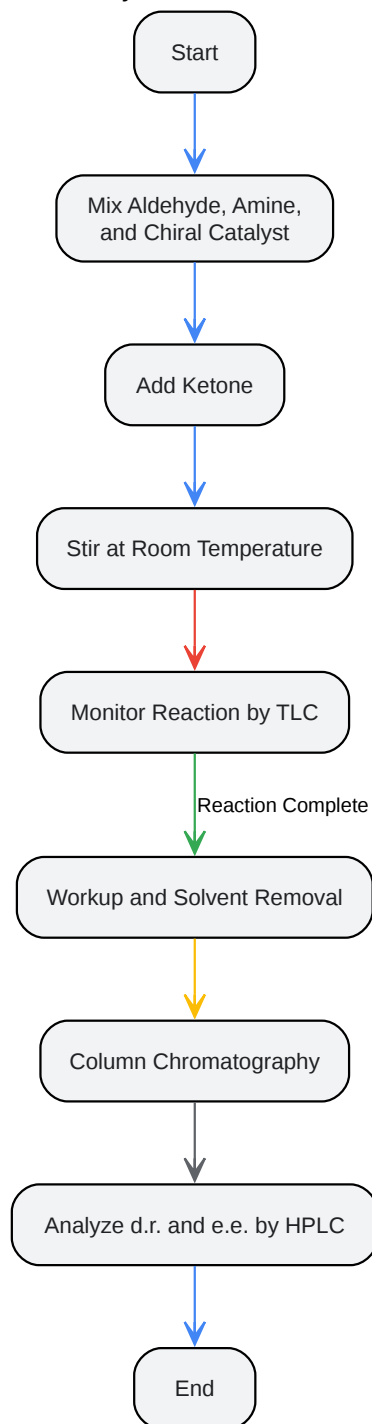 Start
Mix Aldehyde, Amine,
and Chiral Catalyst
Add Ketone
Stir at Room Temperature
Monitor Reaction by TLC
Reaction Complete
Workup and Solvent Removal
Column Chromatography
Analyze d.r. and e.e. by HPLC
End